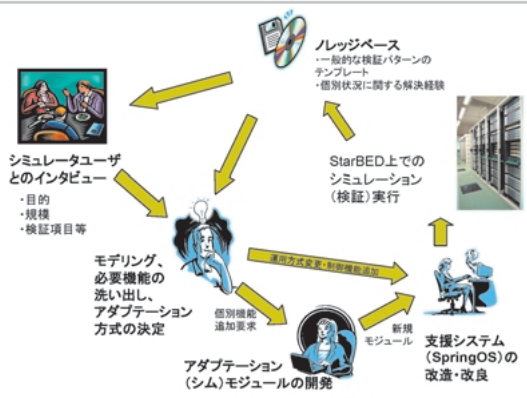 ノレッジベース
・一般的な検証パターンの
テンプレート
・個別状況に関する解決経験
シミュレータユーザ
とのインタビュー
・目的
・規模
・検証項目等
StarBED上での
シミュレーション
(検証)実行
モデリング、
必要機能の
洗い出し、
アダプテーション
方式の決定
運用方式変更・制御機能追加
個別機能
追加要求
アダプテーション
(シム)モジュールの開発
新規
モジュール
支援システム
(SpringOS)の
改造・改良